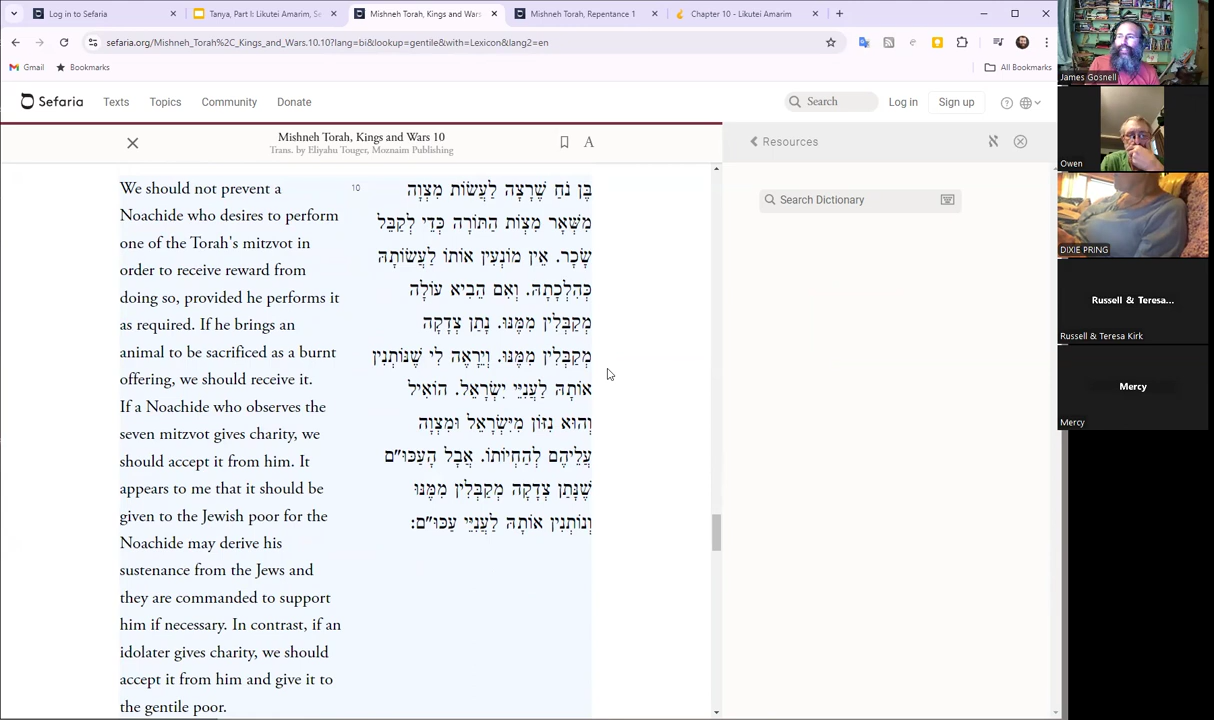 Log in to Sefaria
Tanya, Part I: Likutei Amarim, Se
Mishneh Torah, Kings and Wars
Mishneh Torah, Repentance 1
Chapter 10 - Likutei Amarim
sefaria.org/Mishneh_Torah%2C_Kings_and_Wars.10.10?lang=bi&lookup=gentile&with=Lexicon&lang2=en
Gmail
Bookmarks
All Bookmarks
Sefaria
Texts
Topics
Community
Donate
Search
Log in
Sign up
Mishneh Torah, Kings and Wars 10
Trans. by Eliyahu Touger, Moznaim Publishing
A
Resources
Search Dictionary
We should not prevent a
Noachide who desires to perform
one of the Torah's mitzvot in
order to receive reward from
doing so, provided he performs it
as required. If he brings an
animal to be sacrificed as a burnt
offering, we should receive it.
If a Noachide who observes the
seven mitzvot gives charity, we
should accept it from him. It
appears to me that it should be
given to the Jewish poor for the
Noachide may derive his
sustenance from the Jews and
they are commanded to support
him if necessary. In contrast, if an
idolater gives charity, we should
accept it from him and give it to
the gentile poor.
10
בֶּן נֹחַ שֶׁרָצָה לַעֲשׂוֹת מִצְוָה
מִשְּׁאָר מִצְוֹת הַתּוֹרָה כְּדֵי לְקַבֵּל
שָׂכָר. אֵין מוֹנְעִין אוֹתוֹ לַעֲשׂוֹתָהּ
כְּהִלְכָתָהּ. וְאִם הֵבִיא עוֹלָה
מְקַבְּלִין מִמֶּנּוּ. נָתַן צְדָקָה
מְקַבְּלִין מִמֶּנּוּ. וְיֵרָאֶה לִי שֶׁנּוֹתְנִין
אוֹתָהּ לַעֲנִיֵּי יִשְׂרָאֵל. הוֹאִיל
וְהוּא נִזּוֹן מִיִּשְׂרָאֵל וּמִצְוָה
עֲלֵיהֶם לְהַחֲיוֹתוֹ. אֲבָל הָעַכּוּ"ם
שֶׁנָּתַן צְדָקָה מְקַבְּלִין מִמֶּנּוּ
וְנוֹתְנִין אוֹתָהּ לַעֲנִיֵּי עַכּוּ"ם:
James Gosnell
Owen
DIXIE PRING
Russell & Teresa...
Russell & Teresa Kirk
Mercy
Mercy